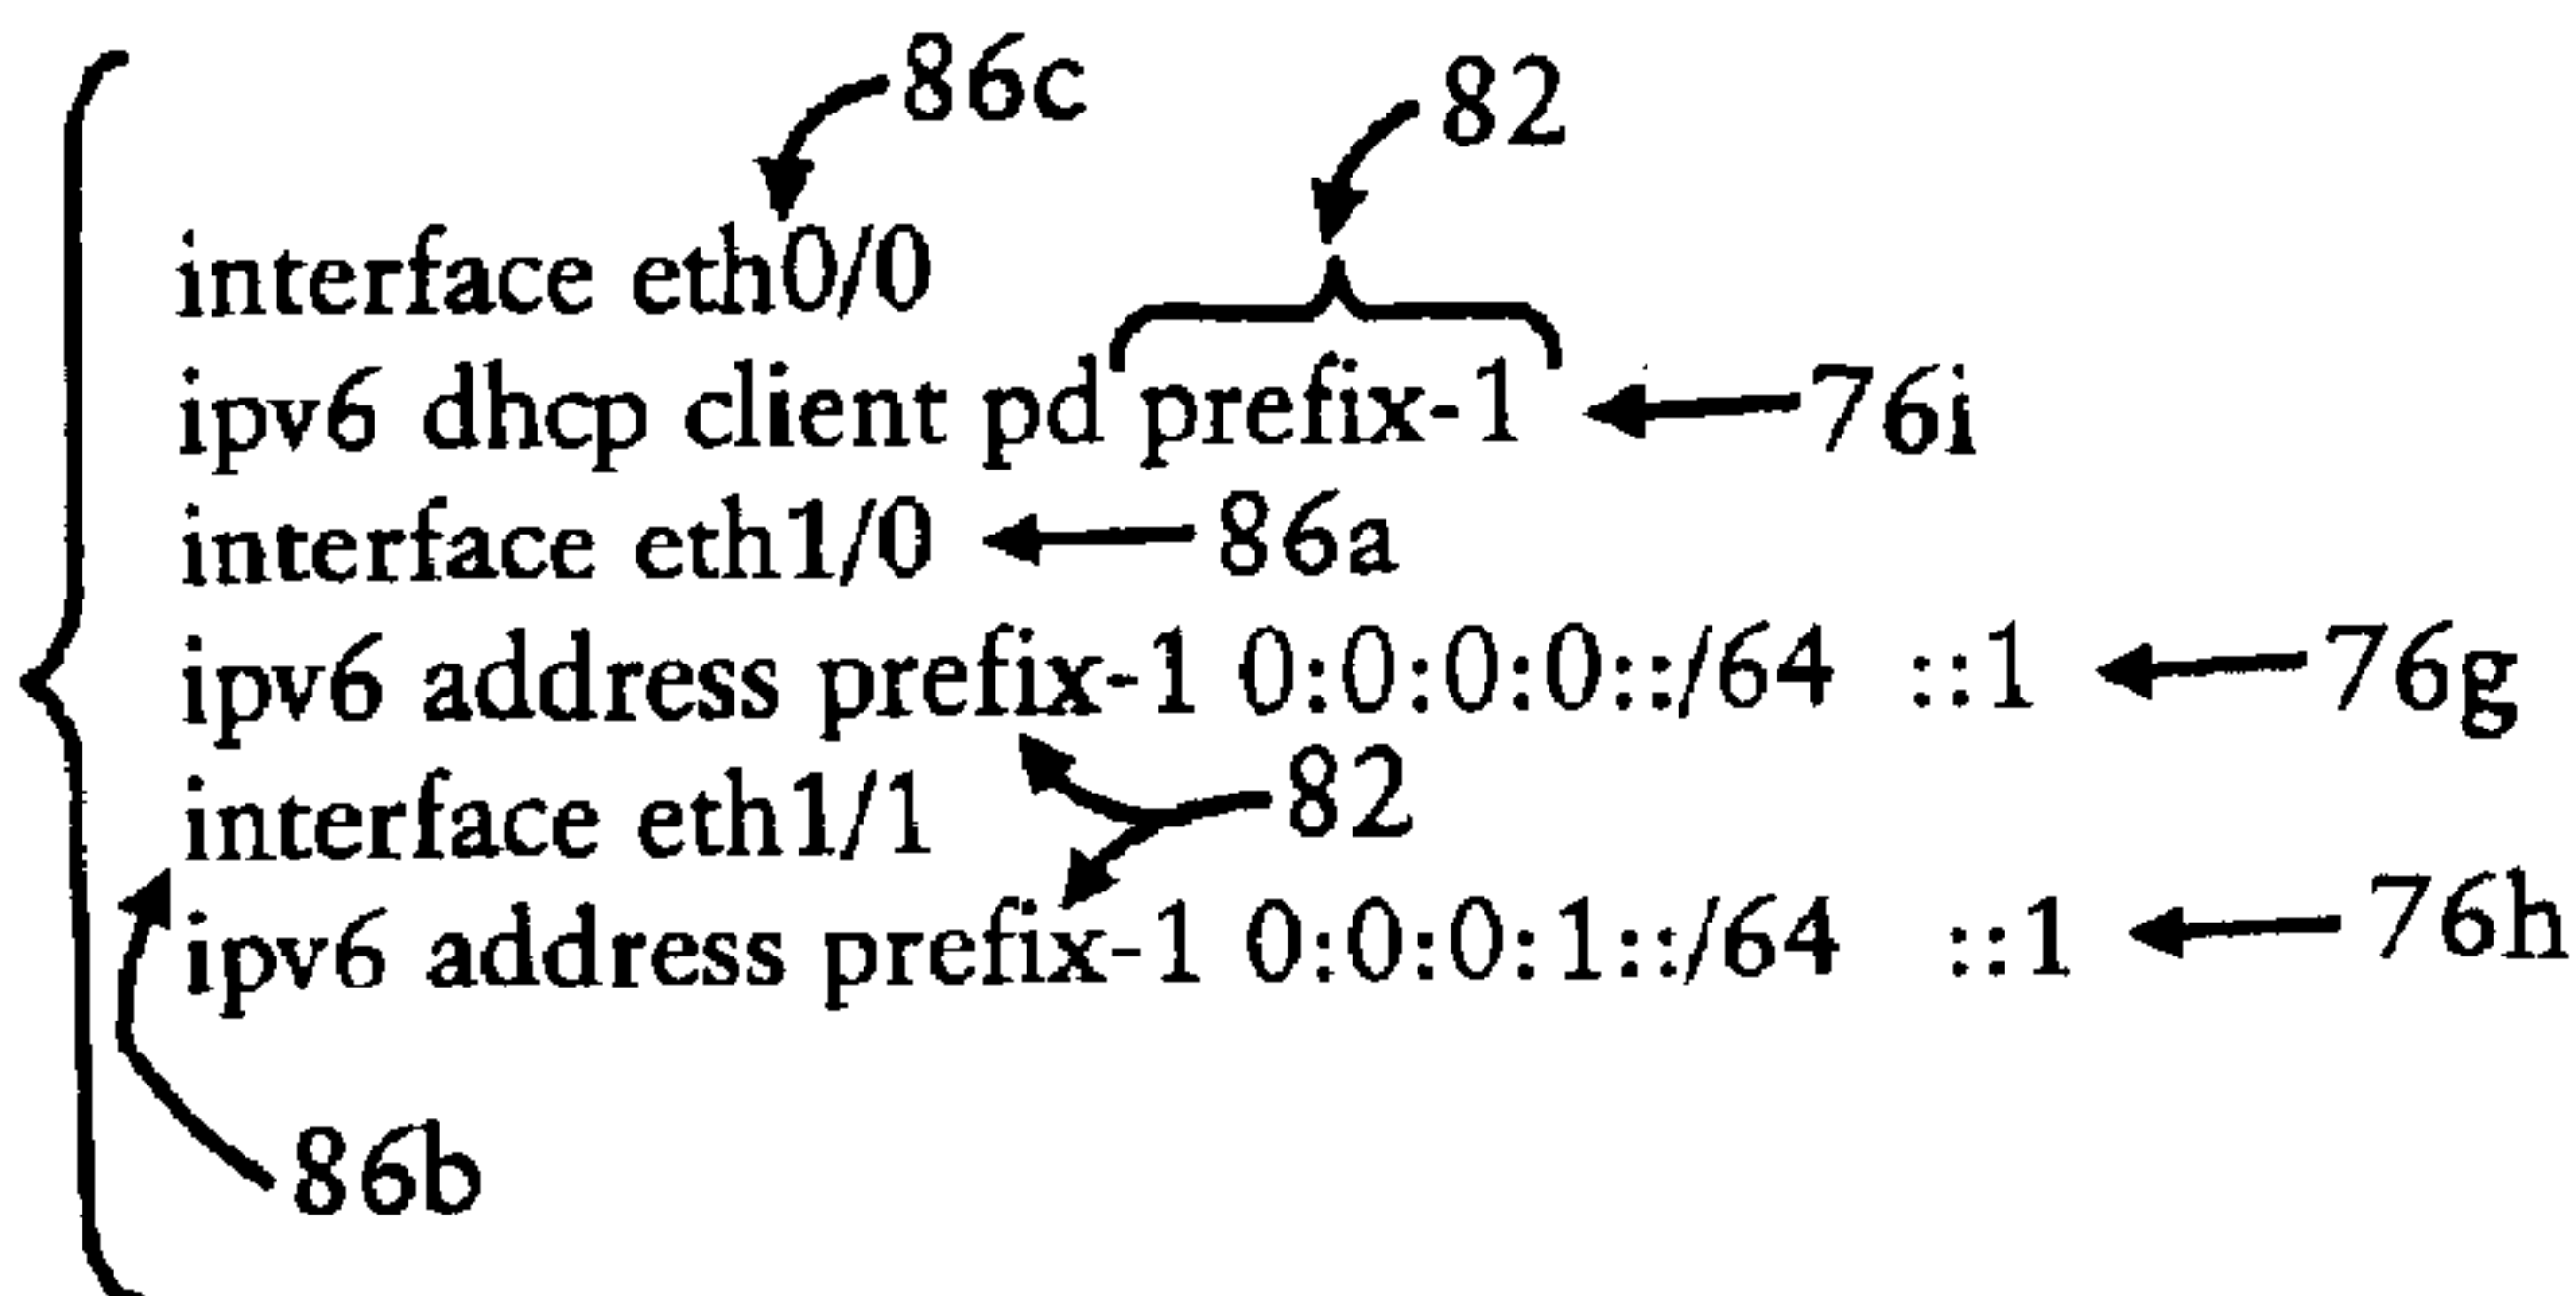 86c 82
interface eth0/0
ipv6 dhcp client pd prefix-1 76i
interface eth1/0 86a
ipv6 address prefix-1 0:0:0:0::/64 ::1 76g
interface eth1/1 82
ipv6 address prefix-1 0:0:0:1::/64 ::1 76h
86b